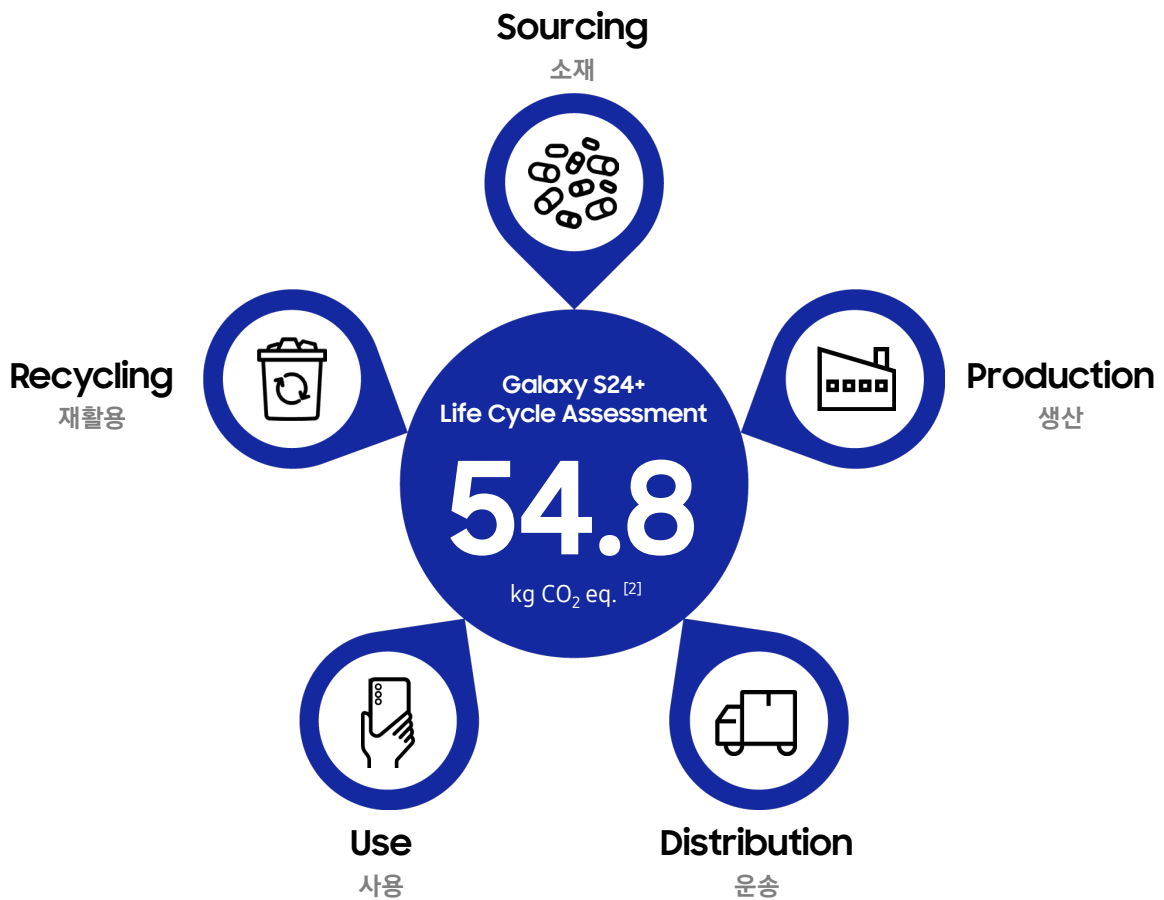 Sourcing
소재
Recycling
재활용
Production
생산
Galaxy S24+
Life Cycle Assessment
54.8
kg CO₂ eq. [2]
Use
사용
Distribution
운송